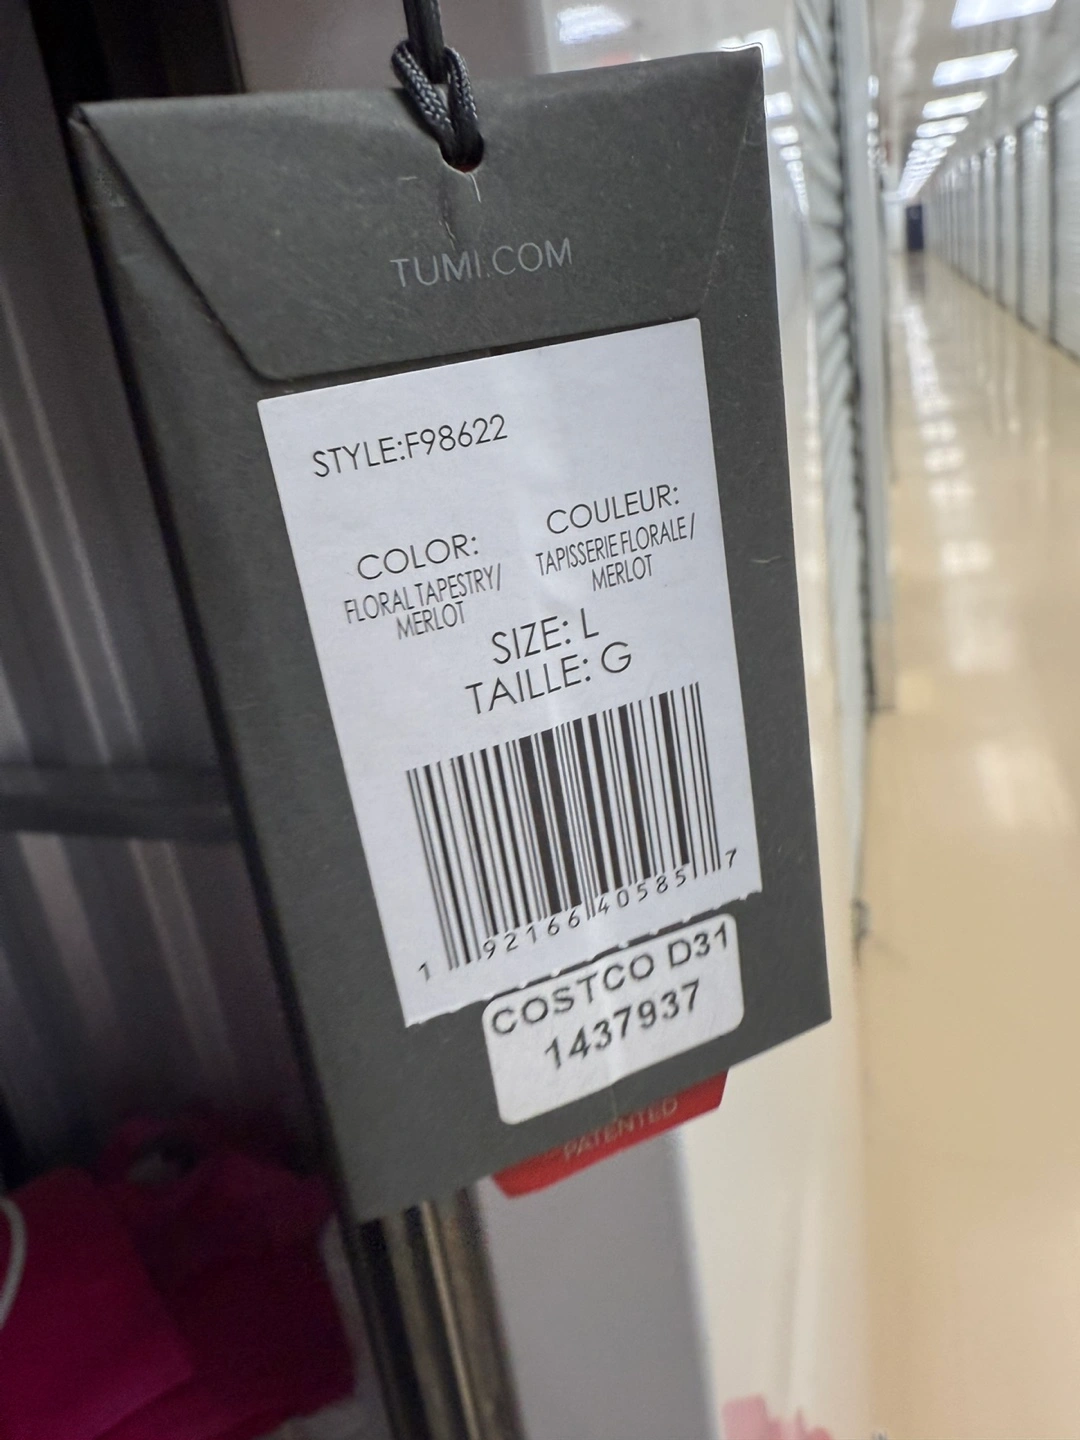 TUMI.COM
STYLE:F98622
COLOR:
FLORAL TAPESTRY/
MERLOT
COULEUR:
TAPISSERIE FLORALE/
MERLOT
SIZE: L
TAILLE: G
1 92166 40585 7
COSTCO D31
1437937
PATENTED